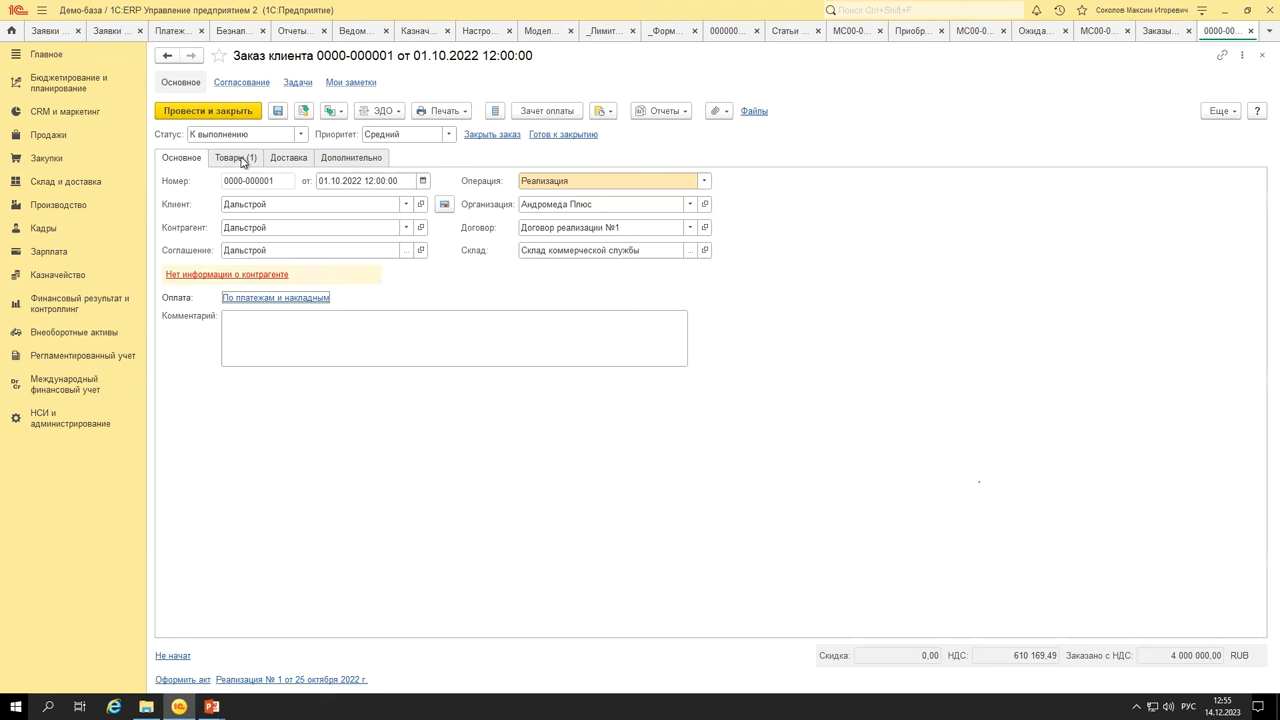 Демо-база / 1С:ERP Управление предприятием 2 (1С:Предприятие)
Поиск Ctrl+Shift+F
Соколов Максим Игоревич
Заявки ...
Заявки ...
Платеж...
Безнал...
Отчеты...
Ведом...
Казнач...
Настро...
Модел...
_Лимит...
_Форм...
000000...
Статьи ...
МС00-0...
Приобр...
МС00-0...
Ожида...
МС00-0...
Заказы...
0000-00...
Главное
Бюджетирование и
планирование
CRM и маркетинг
Продажи
Закупки
Склад и доставка
Производство
Кадры
Зарплата
Казначейство
Финансовый результат и
контроллинг
Внеоборотные активы
Регламентированный учет
Международный
финансовый учет
НСИ и
администрирование
Заказ клиента 0000-000001 от 01.10.2022 12:00:00
Основное Согласование Задачи Мои заметки
Провести и закрыть ЭДО Печать Зачет оплаты Отчеты Файлы Еще ?
Статус: К выполнению Приоритет: Средний Закрыть заказ Готов к закрытию
Основное Товары (1) Доставка Дополнительно
Номер: 0000-000001 от: 01.10.2022 12:00:00 Операция: Реализация
Клиент: Дальстрой Организация: Андромеда Плюс
Контрагент: Дальстрой Договор: Договор реализации №1
Соглашение: Дальстрой Склад: Склад коммерческой службы
Нет информации о контрагенте
Оплата: По платежам и накладным
Комментарий:
Не начат Скидка: 0,00 НДС: 610 169,49 Заказано с НДС: 4 000 000,00 RUB
Оформить акт Реализация № 1 от 25 октября 2022 г.
РУС
12:55
14.12.2023